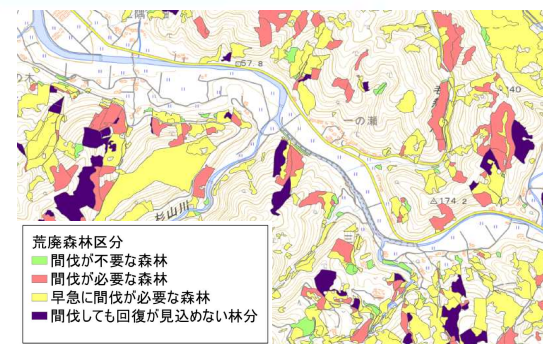 隅
の木
57.8
一の瀬
140
杉山川
△174.2
荒廃森林区分
間伐が不要な森林
間伐が必要な森林
早急に間伐が必要な森林
間伐しても回復が見込めない林分